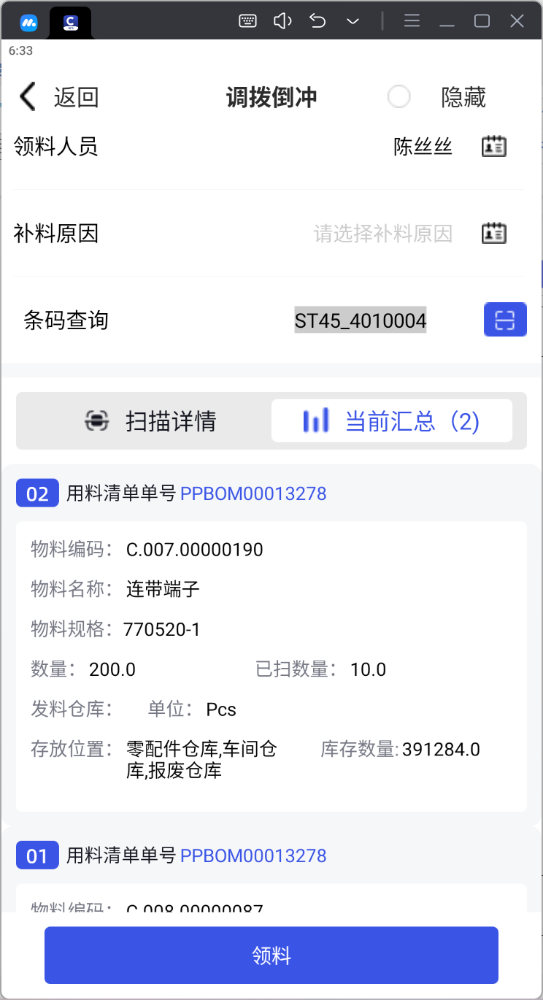 6:33
返回 调拨倒冲 隐藏
领料人员 陈丝丝
补料原因 请选择补料原因
条码查询 ST45_4010004
扫描详情 当前汇总（2）
02 用料清单单号 PPBOM00013278
物料编码： C.007.00000190
物料名称： 连带端子
物料规格： 770520-1
数量： 200.0 已扫数量： 10.0
发料仓库： 单位： Pcs
存放位置： 零配件仓库,车间仓 库存数量: 391284.0
库,报废仓库
01 用料清单单号 PPBOM00013278
物料编码： C.008.00000087
领料